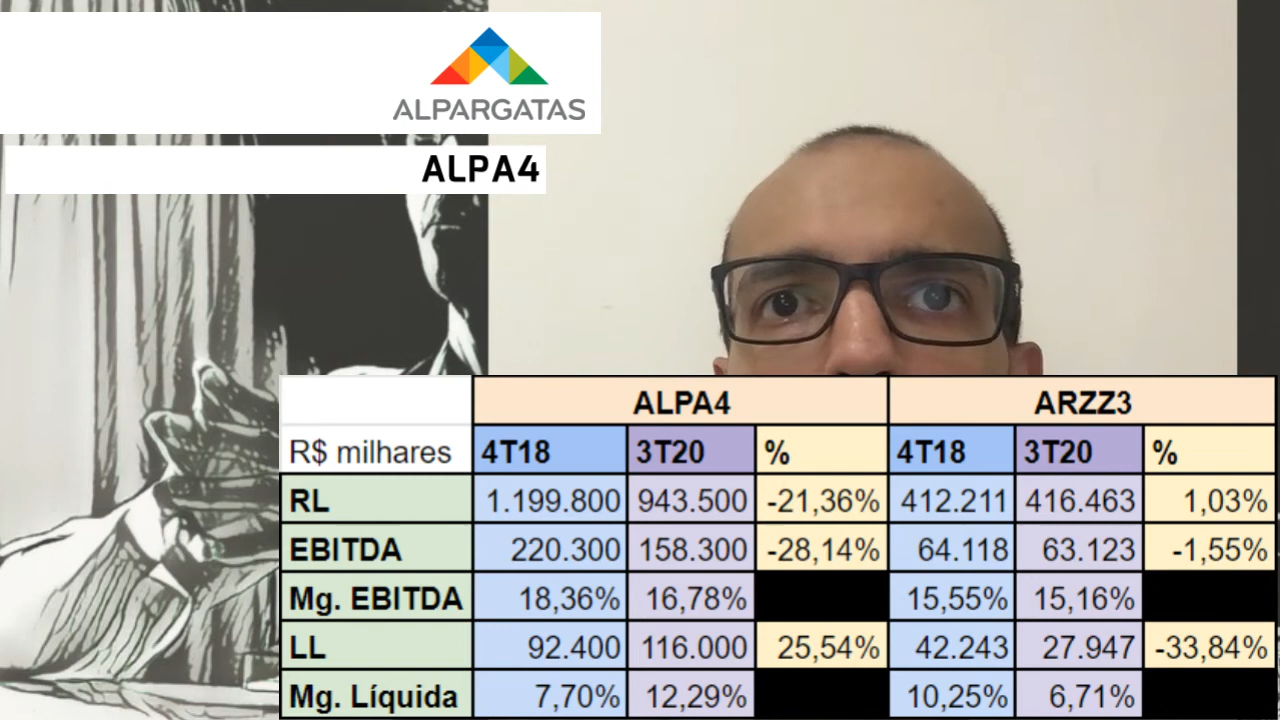 ALPARGATAS
ALPA4
ALPA4 ARZZ3
R$ milhares 4T18 3T20 % 4T18 3T20 %
RL 1.199.800 943.500 -21,36% 412.211 416.463 1,03%
EBITDA 220.300 158.300 -28,14% 64.118 63.123 -1,55%
Mg. EBITDA 18,36% 16,78% 15,55% 15,16%
LL 92.400 116.000 25,54% 42.243 27.947 -33,84%
Mg. Líquida 7,70% 12,29% 10,25% 6,71%